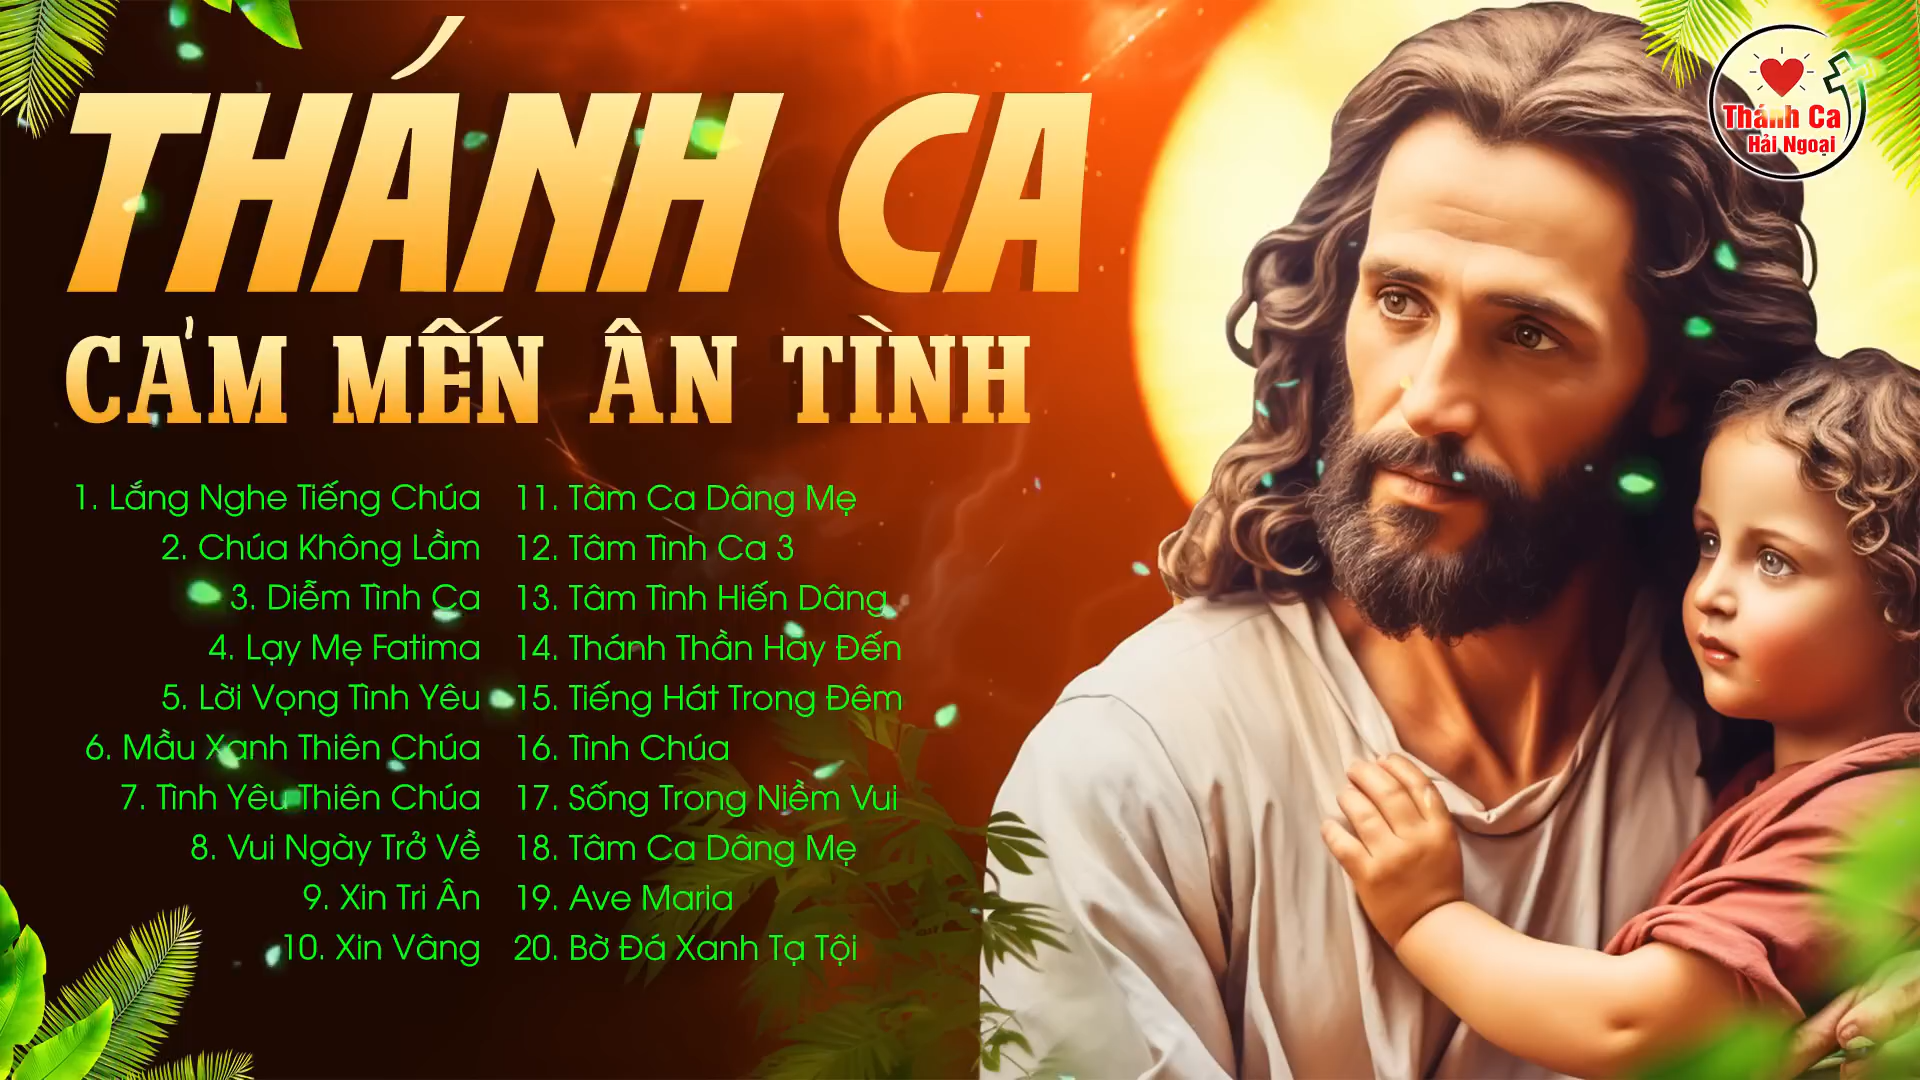 THÁNH CA
CẢM MẾN ÂN TÌNH
1. Lắng Nghe Tiếng Chúa
2. Chúa Không Lầm
3. Diễm Tình Ca
4. Lạy Mẹ Fatima
5. Lời Vọng Tình Yêu
6. Mầu Xanh Thiên Chúa
7. Tình Yêu Thiên Chúa
8. Vui Ngày Trở Về
9. Xin Tri Ân
10. Xin Vâng
11. Tâm Ca Dâng Mẹ
12. Tâm Tình Ca 3
13. Tâm Tình Hiến Dâng
14. Thánh Thần Hãy Đến
15. Tiếng Hát Trong Đêm
16. Tình Chúa
17. Sống Trong Niềm Vui
18. Tâm Ca Dâng Mẹ
19. Ave Maria
20. Bờ Đá Xanh Tạ Tội
Thánh Ca
Hải Ngoại